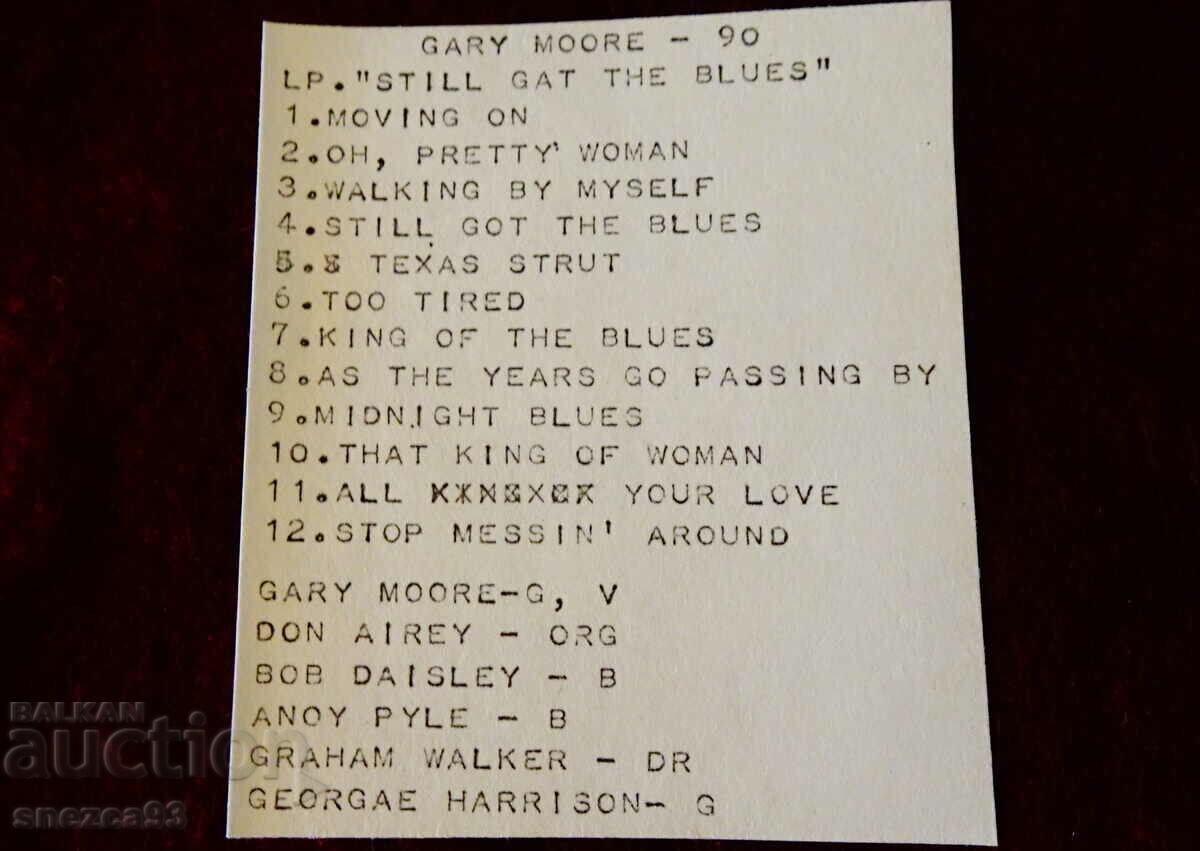 GARY MOORE - 90
LP."STILL GAT THE BLUES"
1.MOVING ON
2.OH, PRETTY WOMAN
3.WALKING BY MYSELF
4.STILL GOT THE BLUES
5. TEXAS STRUT
6.TOO TIRED
7.KING OF THE BLUES
8.AS THE YEARS GO PASSING BY
9.MIDNIGHT BLUES
10.THAT KING OF WOMAN
11.ALL YOUR LOVE
12.STOP MESSIN' AROUND
GARY MOORE-G, V
DON AIREY - ORG
BOB DAISLEY - B
ANOY PYLE - B
GRAHAM WALKER - DR
GEORGAE HARRISON- G
BALKAN
auction
snezca93